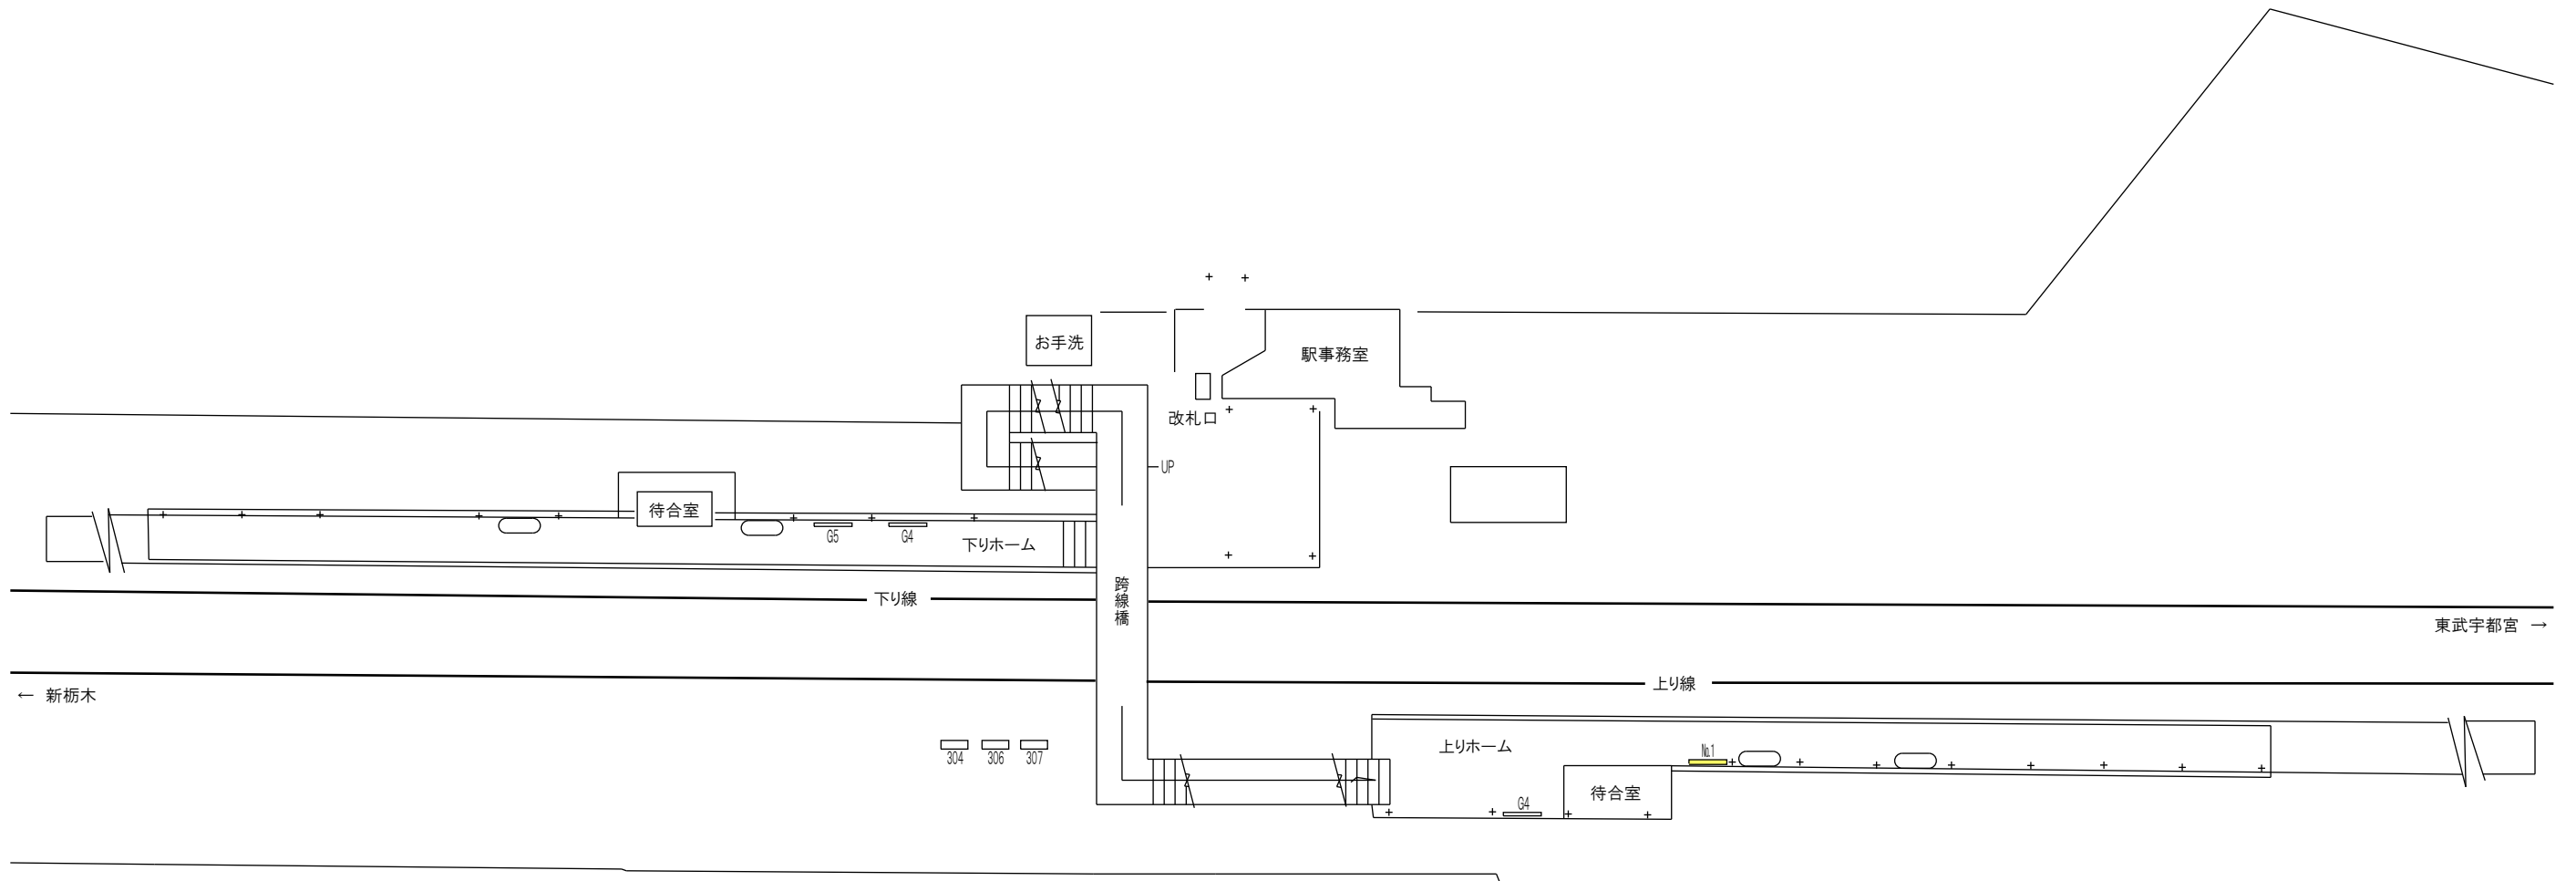 お手洗
駅事務室
改札口
UP
待合室
G5
G4
下りホーム
跨線橋
下り線
東武宇都宮 →
← 新栃木
上り線
304
306
307
上りホーム
No.1
待合室
G4